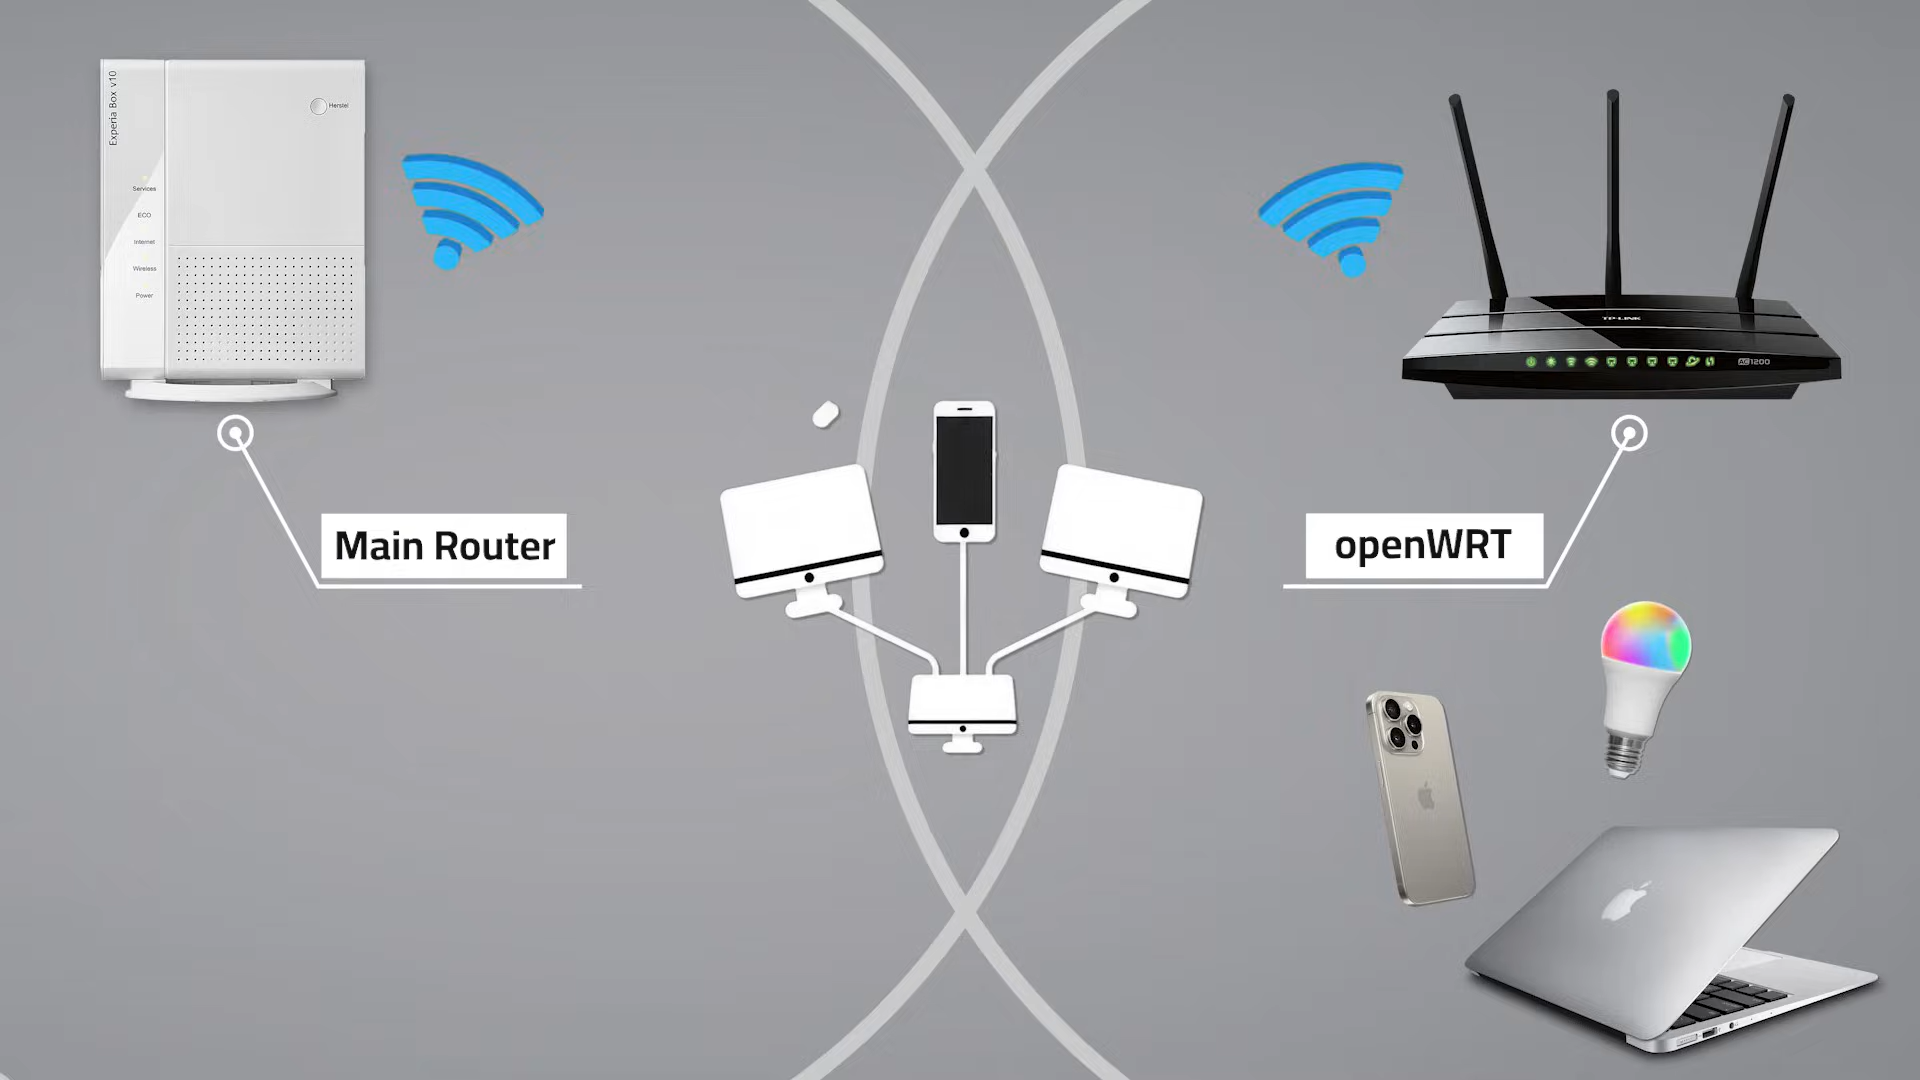 Experia Box v10
Herstel
Services
ECO
Internet
Wireless
Power
TP-LINK
AC1200
Main Router
openWRT